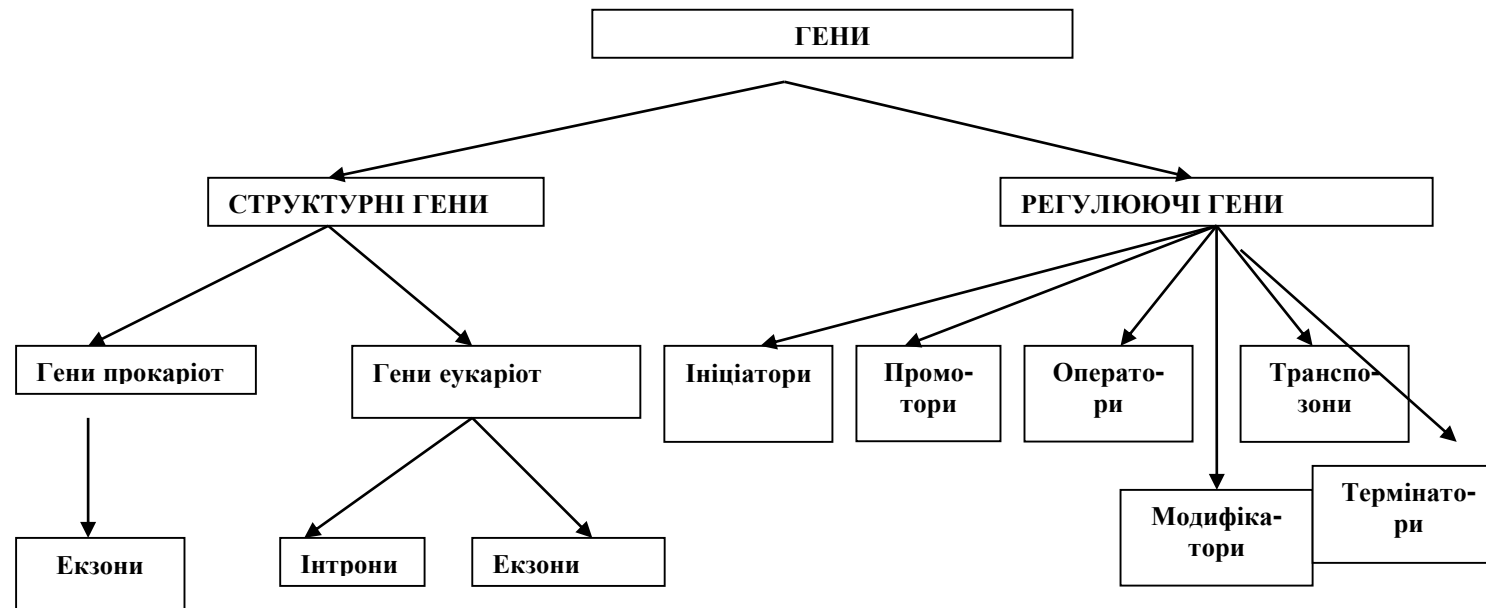 ГЕНИ
СТРУКТУРНІ ГЕНИ
РЕГУЛЮЮЧІ ГЕНИ
Гени прокаріот
Гени еукаріот
Ініціатори
Промо-
тори
Операто-
ри
Транспо-
зони
Модифіка-
тори
Термінато-
ри
Екзони
Інтрони
Екзони